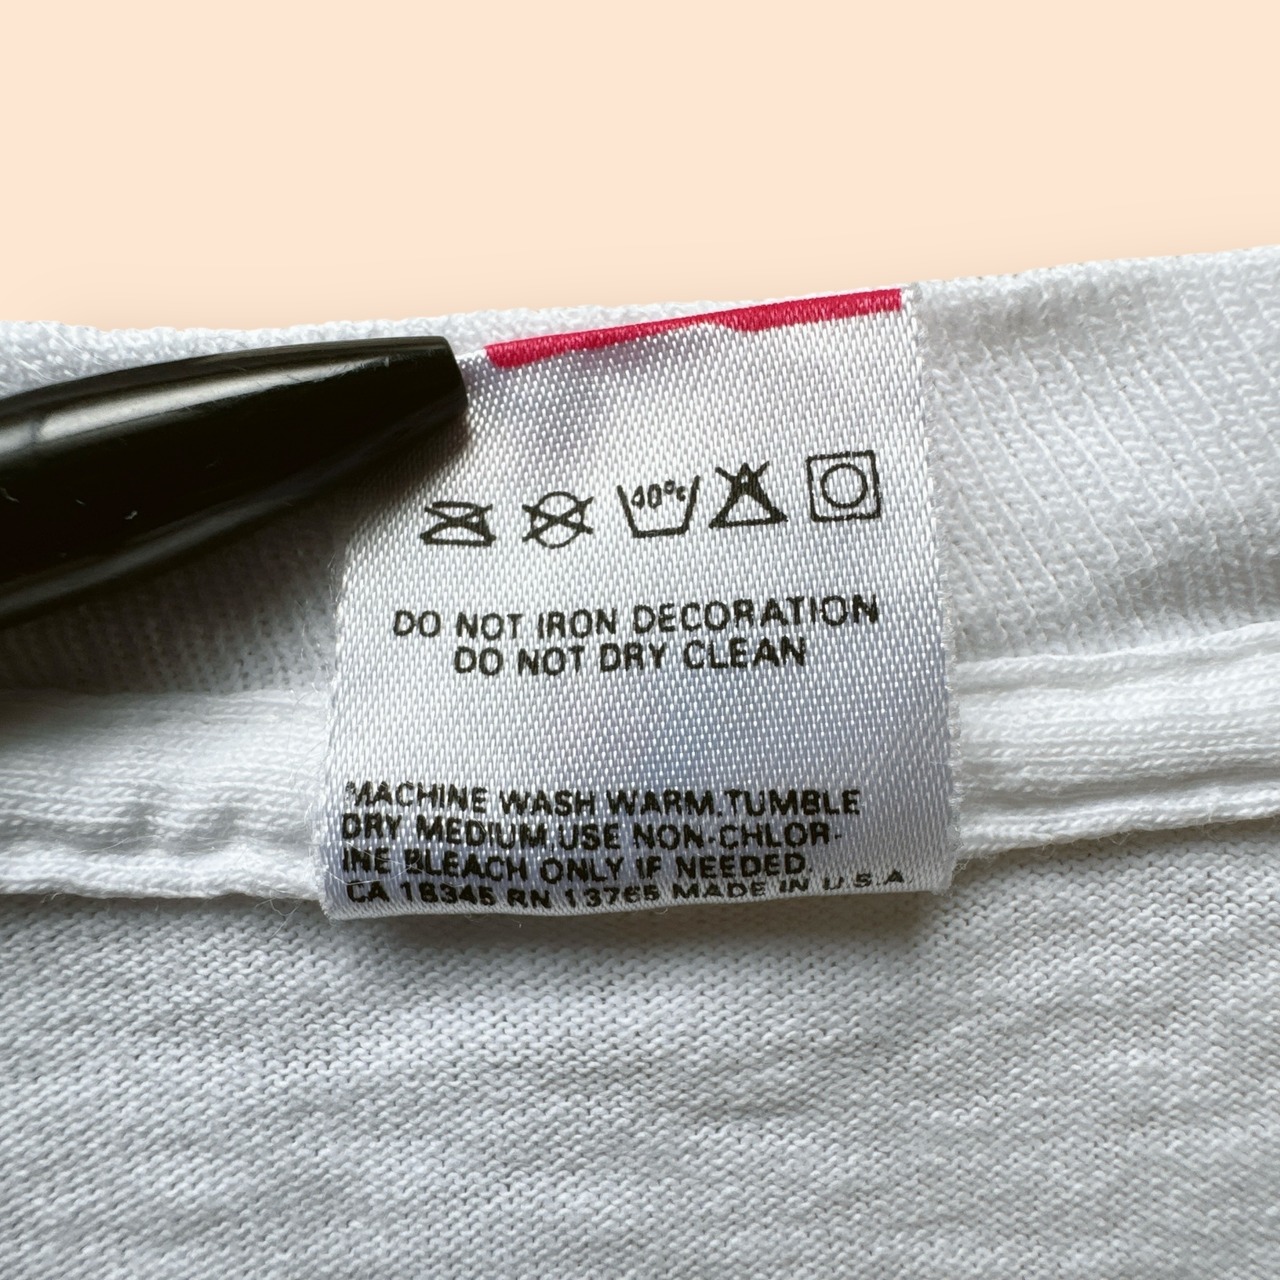 40°c
DO NOT IRON DECORATION
DO NOT DRY CLEAN
MACHINE WASH WARM.TUMBLE
DRY MEDIUM.USE NON-CHLOR-
INE BLEACH ONLY IF NEEDED.
CA 18345 RN 13765 MADE IN U.S.A